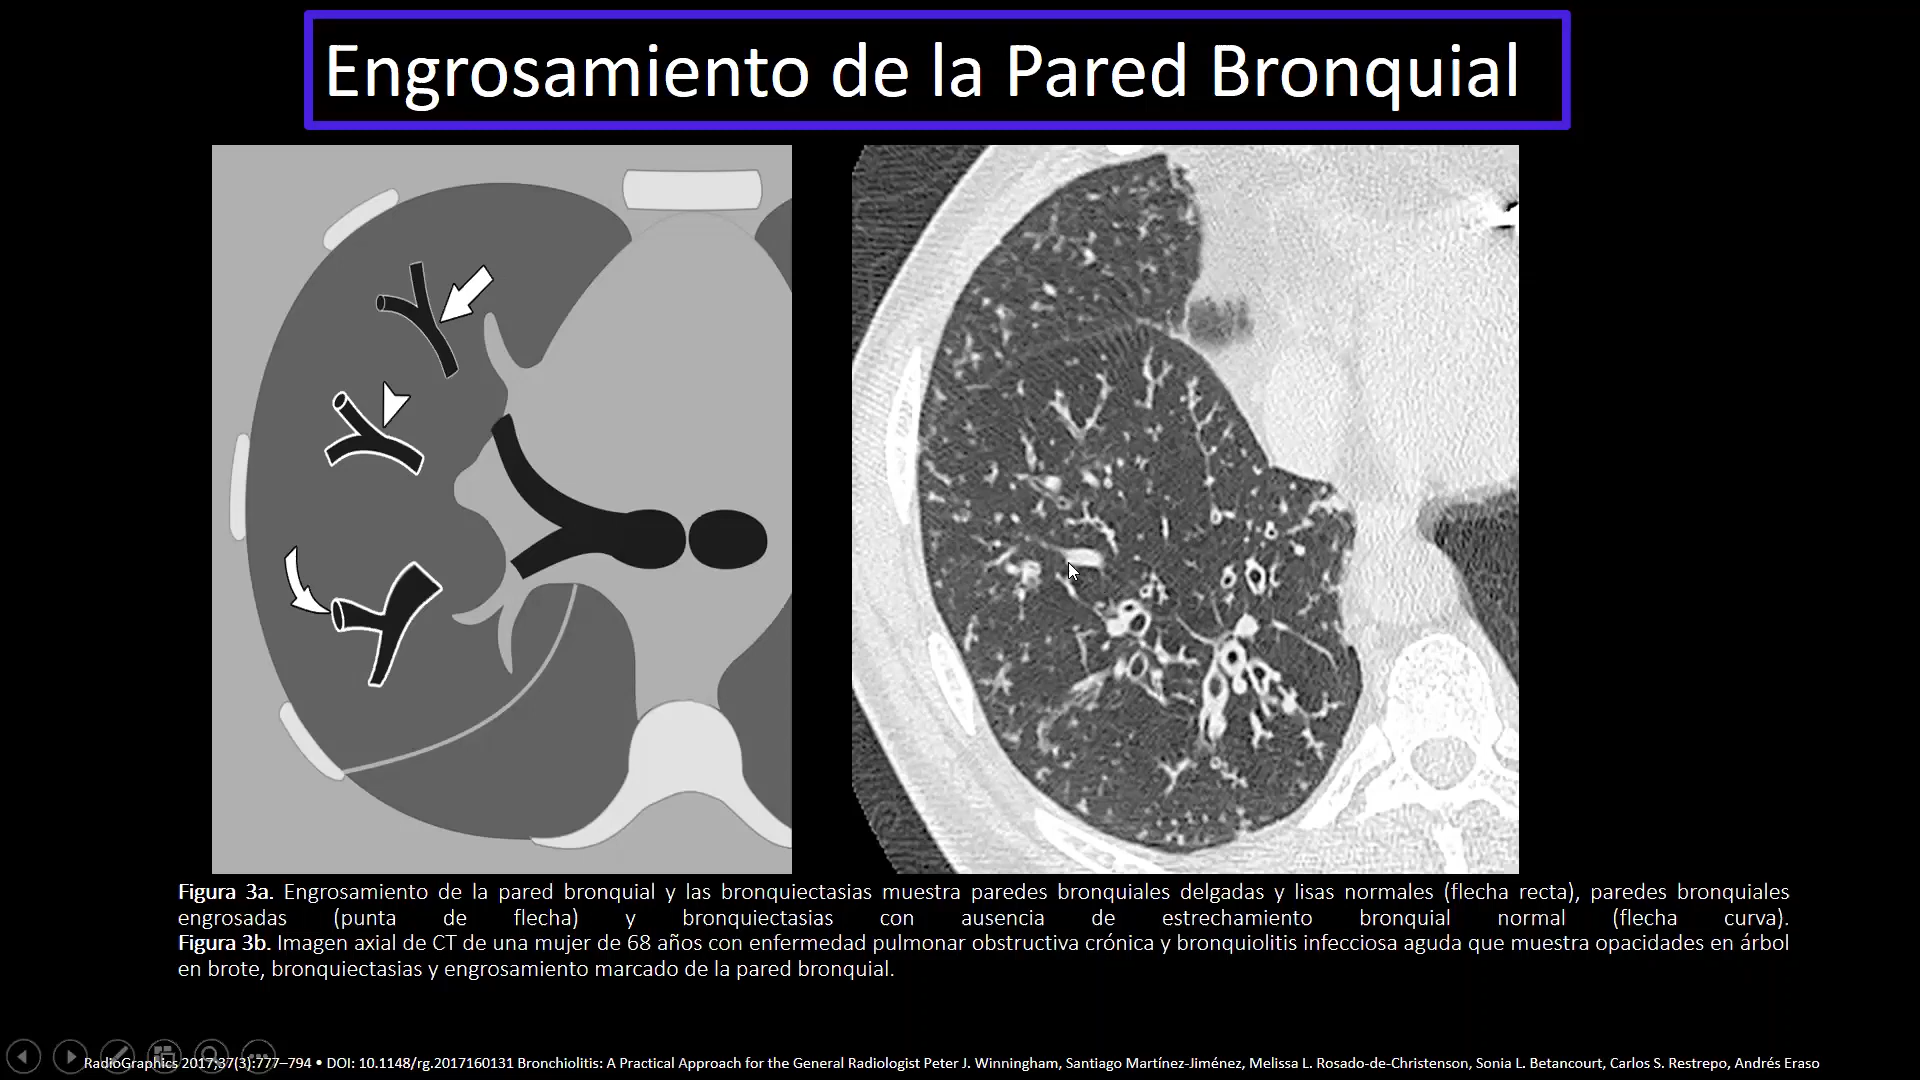 Engrosamiento de la Pared Bronquial
Figura 3a. Engrosamiento de la pared bronquial y las bronquiectasias muestra paredes bronquiales delgadas y lisas normales (flecha recta), paredes bronquiales
engrosadas (punta de flecha) y bronquiectasias con ausencia de estrechamiento bronquial normal (flecha curva).
Figura 3b. Imagen axial de CT de una mujer de 68 años con enfermedad pulmonar obstructiva crónica y bronquiolitis infecciosa aguda que muestra opacidades en árbol
en brote, bronquiectasias y engrosamiento marcado de la pared bronquial.
RadioGraphics 2017;37(3):777–794 • DOI: 10.1148/rg.2017160131 Bronchiolitis: A Practical Approach for the General Radiologist Peter J. Winningham, Santiago Martínez-Jiménez, Melissa L. Rosado-de-Christenson, Sonia L. Betancourt, Carlos S. Restrepo, Andrés Eraso